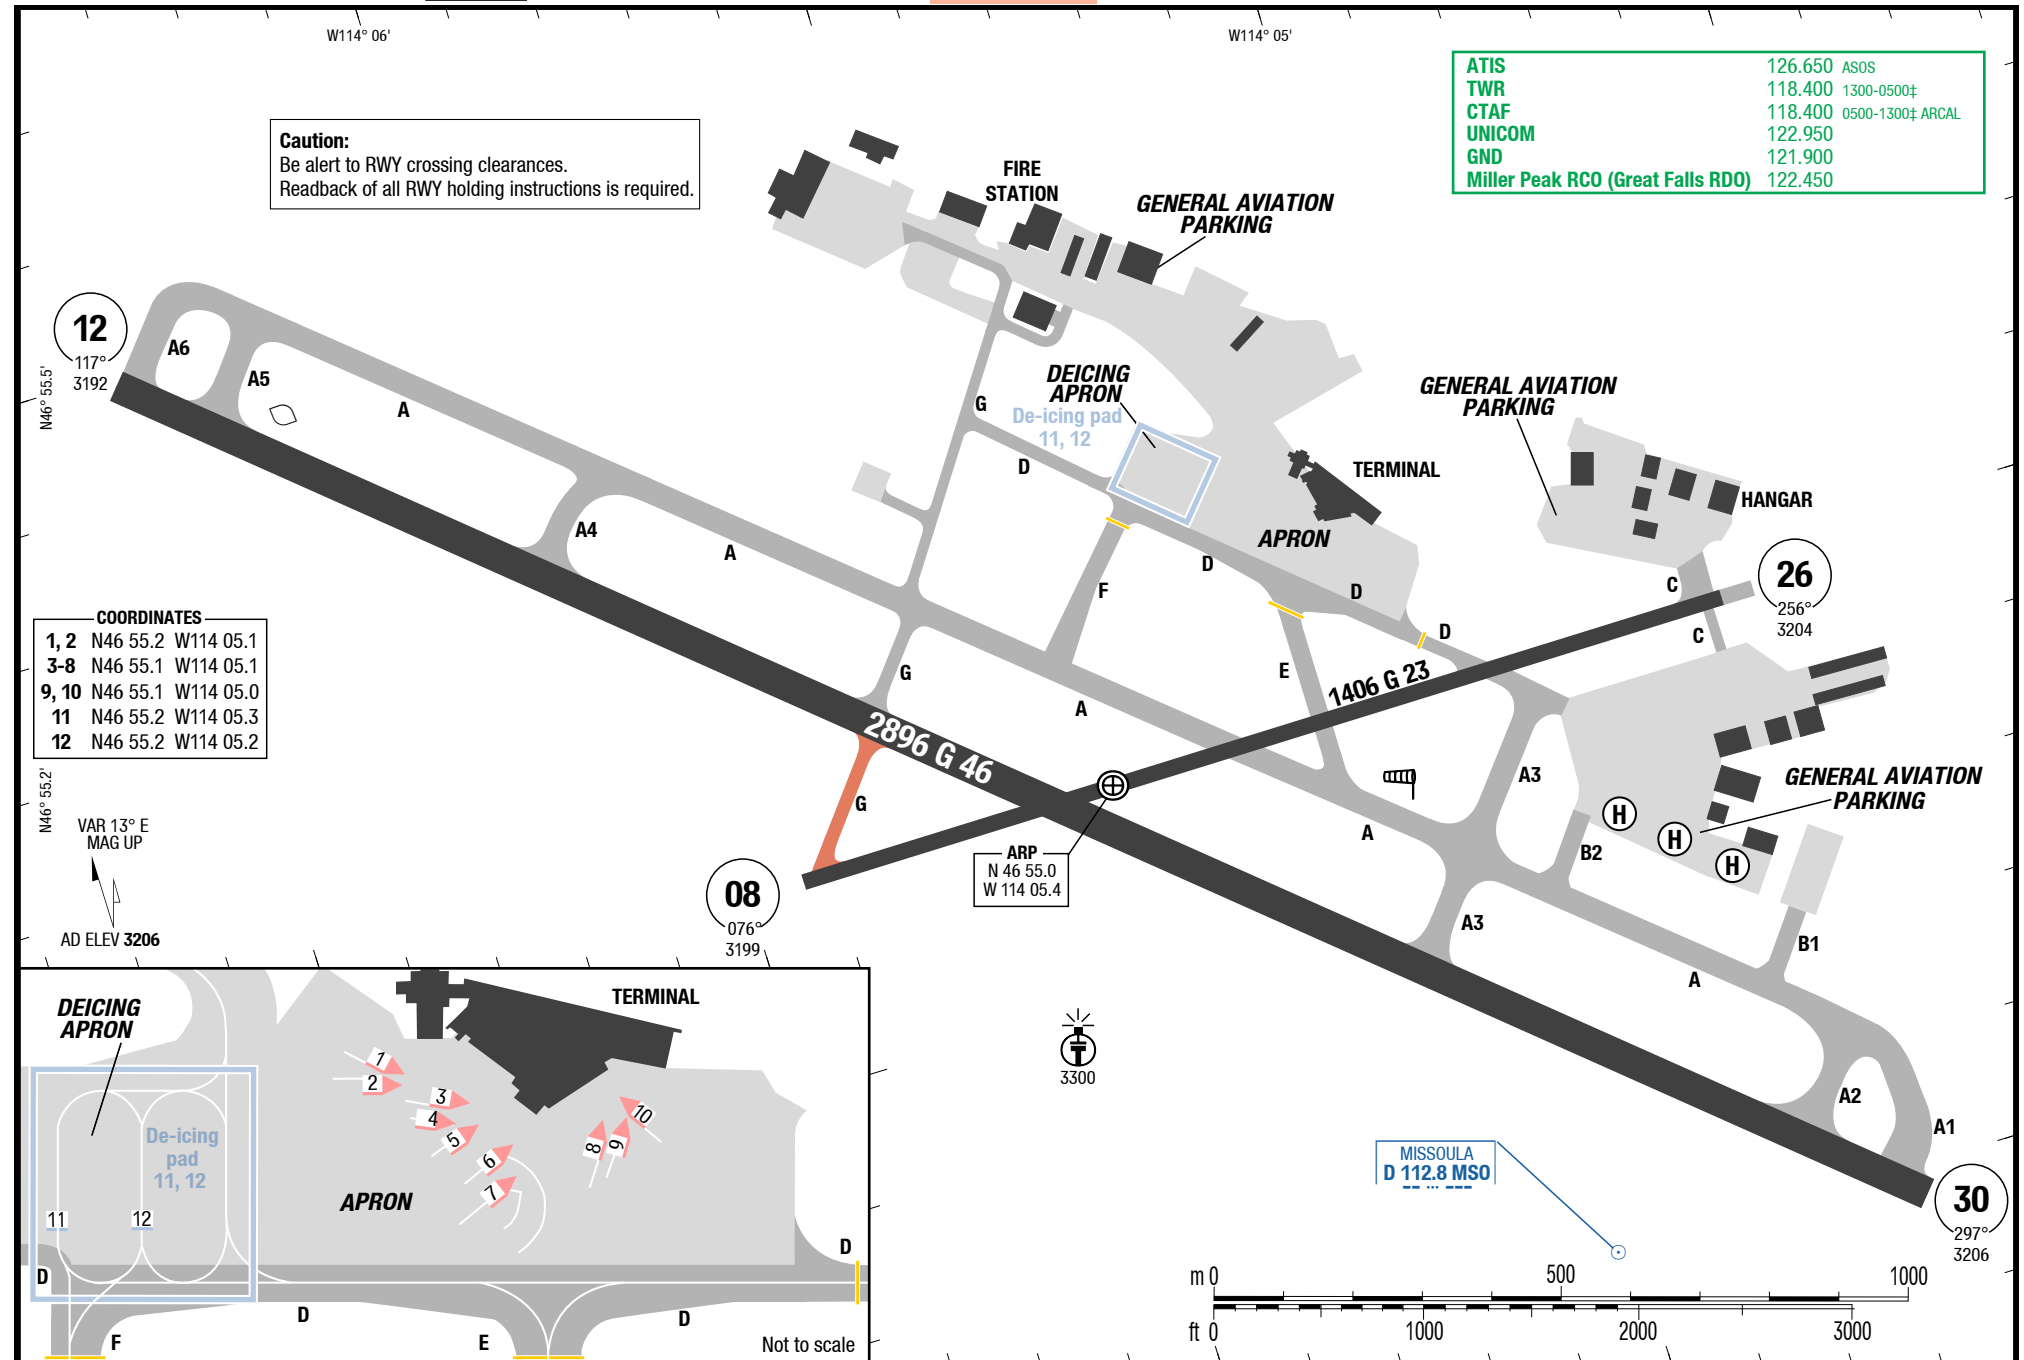 W114° 06'
W114° 05'
ATIS 126.650 ASOS
TWR 118.400 1300-0500‡
CTAF 118.400 0500-1300‡ ARCAL
UNICOM 122.950
GND 121.900
Miller Peak RCO (Great Falls RDO) 122.450
Caution:
Be alert to RWY crossing clearances.
Readback of all RWY holding instructions is required.
FIRE
STATION
GENERAL AVIATION
PARKING
12
117°
3192
N46° 55.5'
A6
A5
A
G
DEICING
APRON
De-icing pad
11, 12
D
GENERAL AVIATION
PARKING
TERMINAL
HANGAR
A4
A
APRON
F
D
D
C
26
256°
3204
D
C
COORDINATES
1, 2 N46 55.2 W114 05.1
3-8 N46 55.1 W114 05.1
9, 10 N46 55.1 W114 05.0
11 N46 55.2 W114 05.3
12 N46 55.2 W114 05.2
G
E
1406 G 23
A
2896 G 46
A3
GENERAL AVIATION
PARKING
N46° 55.2'
G
H
H
H
A
B2
VAR 13° E
MAG UP
AD ELEV 3206
08
076°
3199
ARP
N 46 55.0
W 114 05.4
A3
B1
A
A2
A1
3300
MISSOULA
D 112.8 MSO
30
297°
3206
m 0 500 1000
ft 0 1000 2000 3000
DEICING
APRON
TERMINAL
1
2
3
4
5
6
7
8
9
10
De-icing
pad
11, 12
11
12
APRON
D
D
D
D
F
E
Not to scale